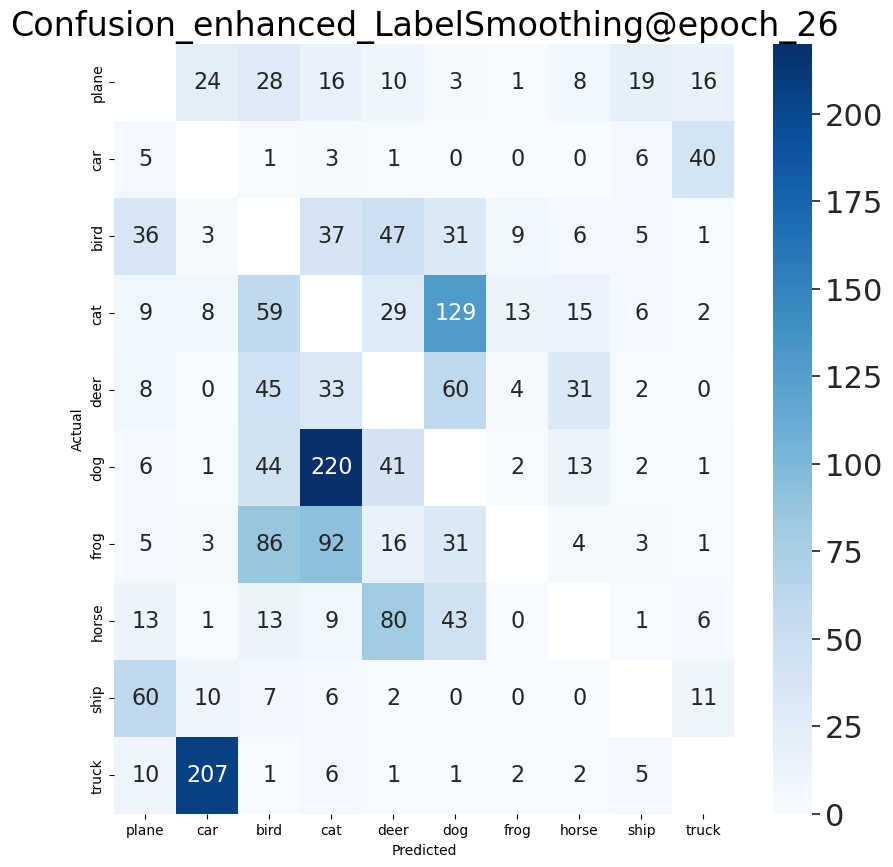 Confusion_enhanced_LabelSmoothing@epoch_26
plane 24 28 16 10 3 1 8 19 16
car 5 1 3 1 0 0 0 6 40
bird 36 3 37 47 31 9 6 5 1
cat 9 8 59 29 129 13 15 6 2
deer 8 0 45 33 60 4 31 2 0
dog 6 1 44 220 41 2 13 2 1
frog 5 3 86 92 16 31 4 3 1
horse 13 1 13 9 80 43 0 1 6
ship 60 10 7 6 2 0 0 0 11
truck 10 207 1 6 1 1 2 2 5
plane car bird cat deer dog frog horse ship truck
Predicted
Actual
200
175
150
125
100
75
50
25
0